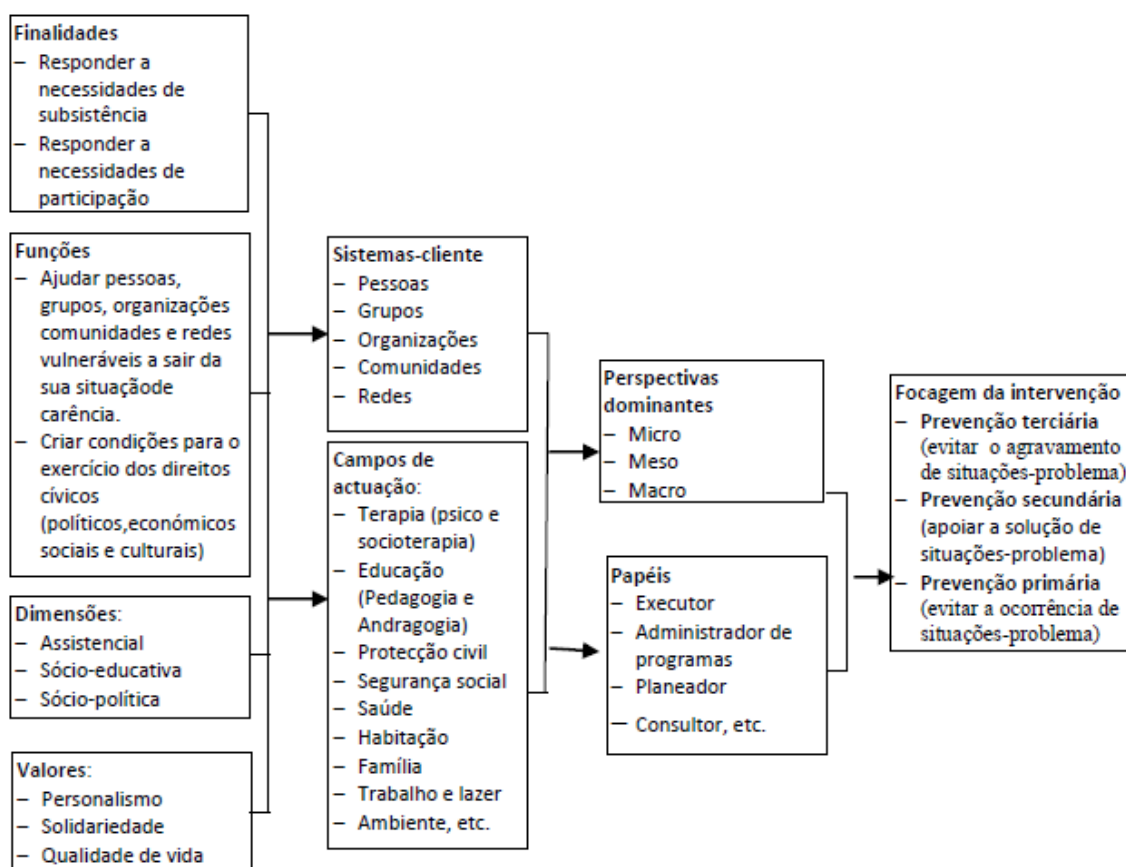 Finalidades
– Responder a
necessidades de
subsistência
– Responder a
necessidades de
participação
Funções
– Ajudar pessoas,
grupos, organizações
comunidades e redes
vulneráveis a sair da
sua situaçãode
carência.
– Criar condições para o
exercício dos direitos
cívicos
(políticos,económicos
sociais e culturais)
Dimensões:
– Assistencial
– Sócio-educativa
– Sócio-política
Valores:
– Personalismo
– Solidariedade
– Qualidade de vida
Sistemas-cliente
– Pessoas
– Grupos
– Organizações
– Comunidades
– Redes
Campos de
actuação:
– Terapia (psico e
socioterapia)
– Educação
(Pedagogia e
Andragogia)
– Protecção civil
– Segurança social
– Saúde
– Habitação
– Família
– Trabalho e lazer
– Ambiente, etc.
Perspectivas
dominantes
– Micro
– Meso
– Macro
Papéis
– Executor
– Administrador de
programas
– Planeador
– Consultor, etc.
Focagem da intervenção
– Prevenção terciária
(evitar o agravamento
de situações-problema)
– Prevenção secundária
(apoiar a solução de
situações-problema)
– Prevenção primária
(evitar a ocorrência de
situações-problema)